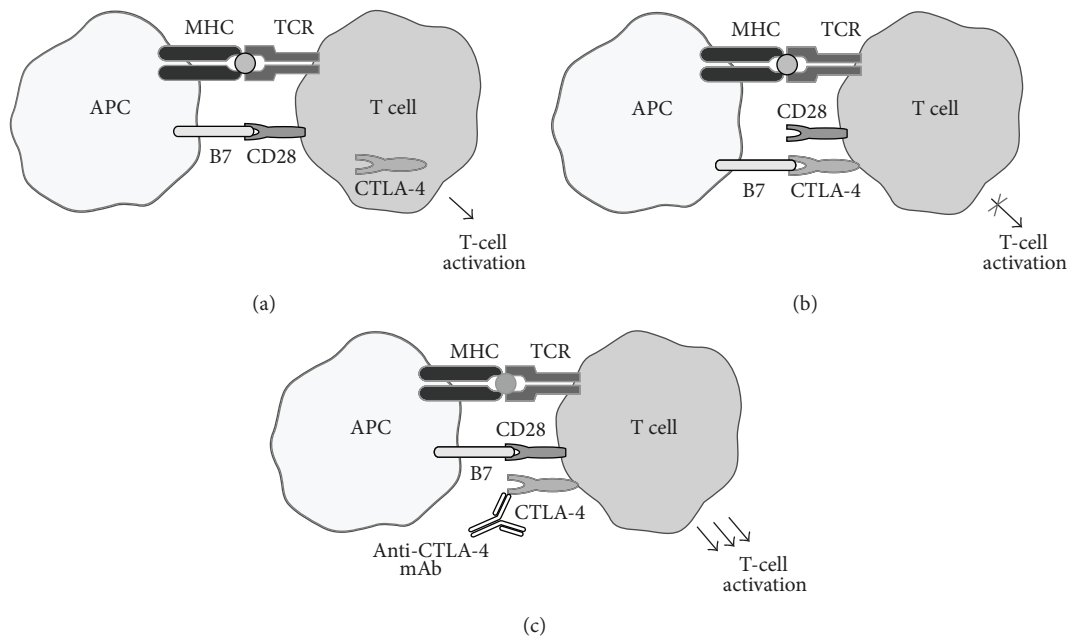 MHC TCR
APC
T cell
B7 CD28
CTLA-4
T-cell
activation
(a)
MHC TCR
APC
T cell
CD28
B7 CTLA-4
T-cell
activation
(b)
MHC TCR
APC
CD28
T cell
B7
CTLA-4
Anti-CTLA-4
mAb
T-cell
activation
(c)